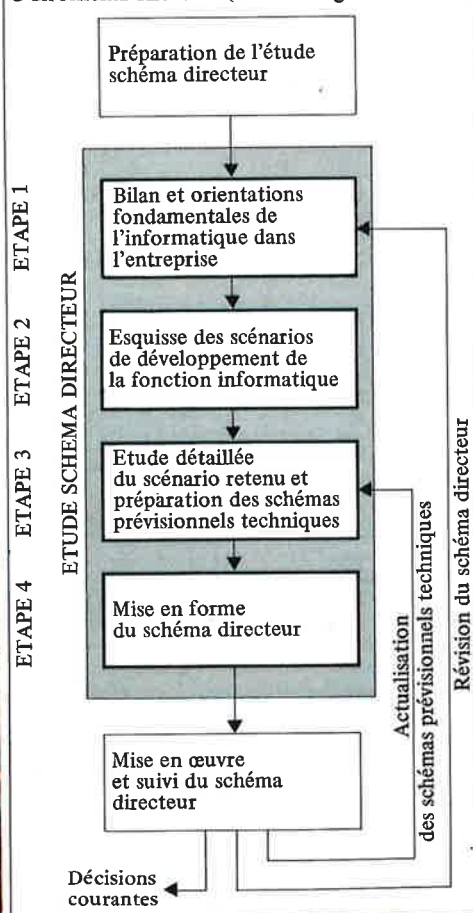 Préparation de l'étude
schéma directeur
ETAPE 1
Bilan et orientations
fondamentales de
l'informatique dans
l'entreprise
ETAPE 2
Esquisse des scénarios
de développement de
la fonction informatique
ETUDE SCHEMA DIRECTEUR
ETAPE 3
Etude détaillée
du scénario retenu et
préparation des schémas
prévisionnels techniques
ETAPE 4
Mise en forme
du schéma directeur
Actualisation
des schémas prévisionnels techniques
Révision du schéma directeur
Mise en œuvre
et suivi du schéma
directeur
Décisions
courantes